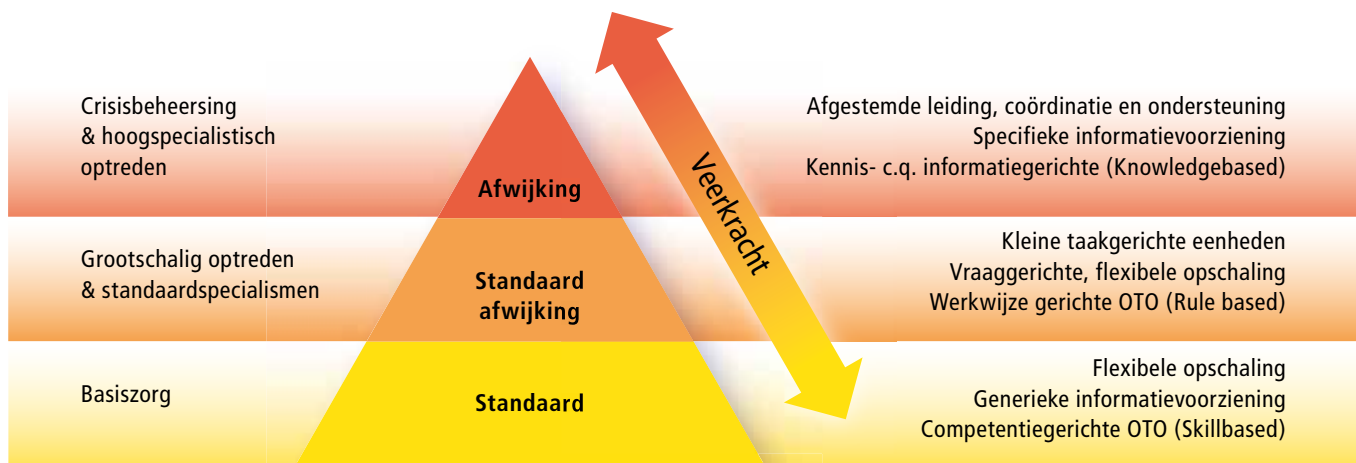 Crisisbeheersing
& hoogspecialistisch
optreden
Afwijking
Veerkracht
Afgestemde leiding, coördinatie en ondersteuning
Specifieke informatievoorziening
Kennis- c.q. informatiegerichte (Knowledgebased)
Grootschalig optreden
& standaardspecialismen
Standaard
afwijking
Kleine taakgerichte eenheden
Vraaggerichte, flexibele opschaling
Werkwijze gerichte OTO (Rule based)
Basiszorg
Standaard
Flexibele opschaling
Generieke informatievoorziening
Competentiegerichte OTO (Skillbased)